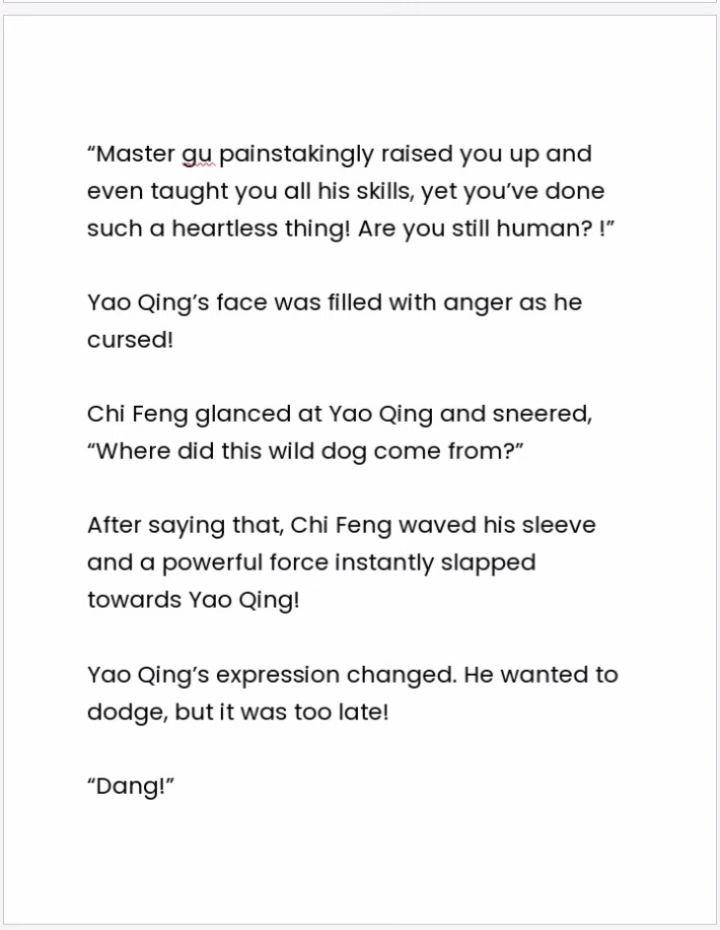 “Master gu painstakingly raised you up and
even taught you all his skills, yet you’ve done
such a heartless thing! Are you still human? !”
Yao Qing’s face was filled with anger as he
cursed!
Chi Feng glanced at Yao Qing and sneered,
“Where did this wild dog come from?”
After saying that, Chi Feng waved his sleeve
and a powerful force instantly slapped
towards Yao Qing!
Yao Qing’s expression changed. He wanted to
dodge, but it was too late!
“Dang!”